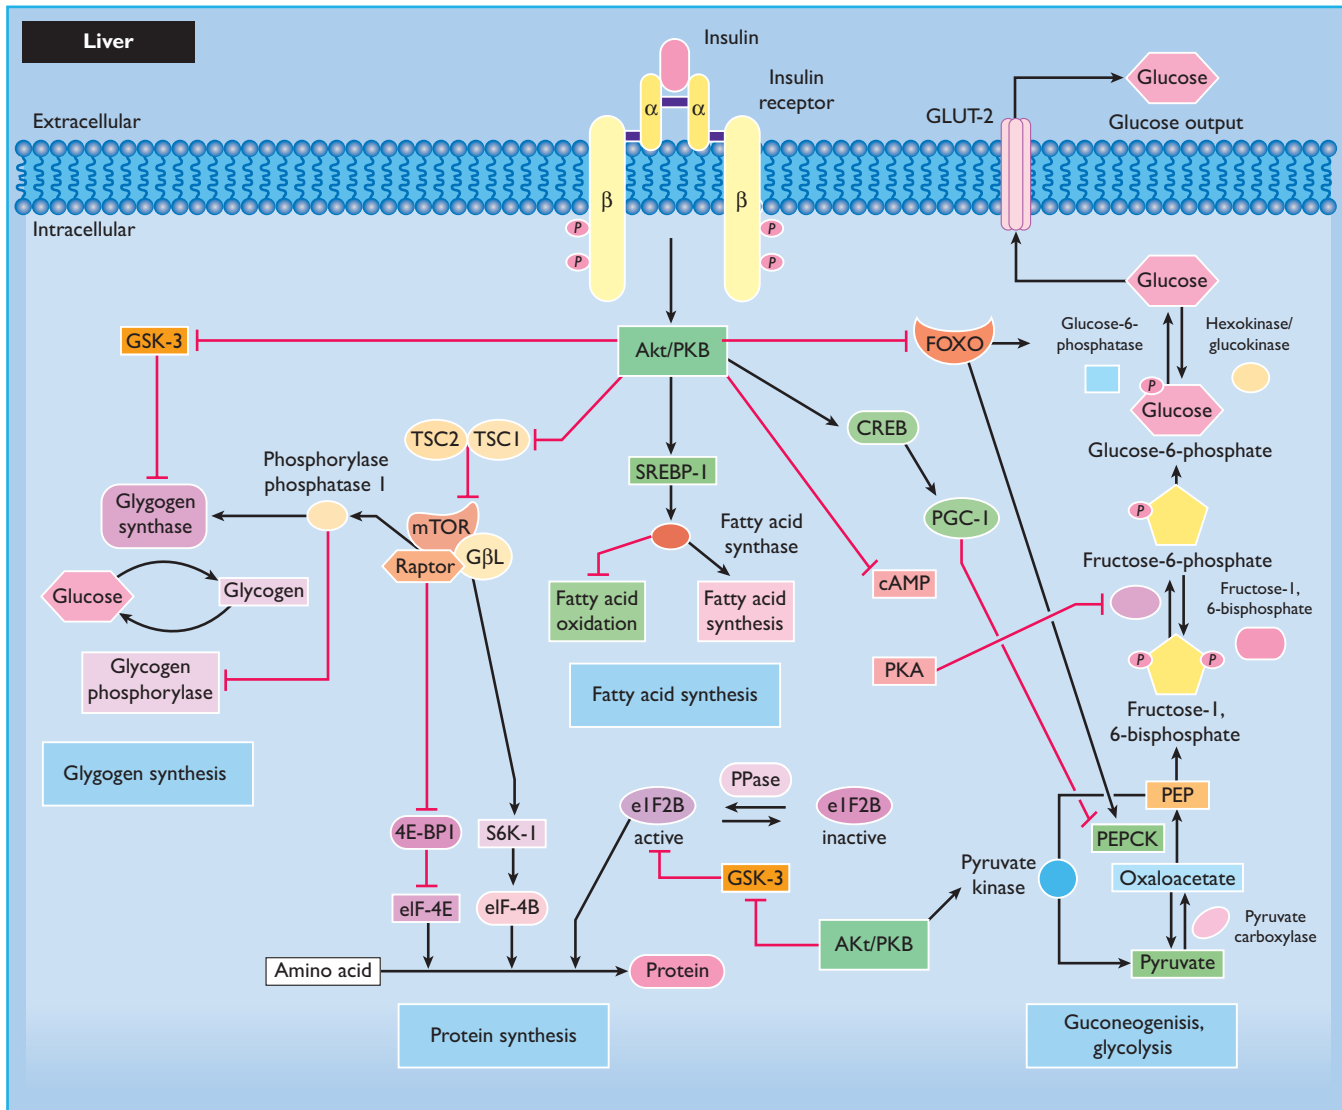 Liver
Insulin
Insulin
receptor
α
α
β
β
P
P
P
P
Extracellular
Intracellular
GLUT-2
Glucose
Glucose output
Glucose
Glucose-6-
phosphatase
Hexokinase/
glucokinase
P
Glucose
Glucose-6-phosphate
P
Fructose-6-phosphate
Fructose-1,
6-bisphosphate
P
P
Fructose-1,
6-bisphosphate
GSK-3
Akt/PKB
FOXO
TSC2
TSC1
CREB
SREBP-1
PGC-1
Phosphorylase
phosphatase 1
Glygogen
synthase
mTOR
Raptor
GβL
Fatty acid
synthase
cAMP
Glucose
Glycogen
Fatty acid
oxidation
Fatty acid
synthesis
PKA
Glycogen
phosphorylase
Fatty acid synthesis
Glygogen synthesis
PPase
e1F2B
active
e1F2B
inactive
PEP
PEPCK
4E-BP1
S6K-1
GSK-3
Pyruvate
kinase
Oxaloacetate
eIF-4E
eIF-4B
AKt/PKB
Pyruvate
carboxylase
Amino acid
Protein
Pyruvate
Protein synthesis
Guconeogenisis,
glycolysis